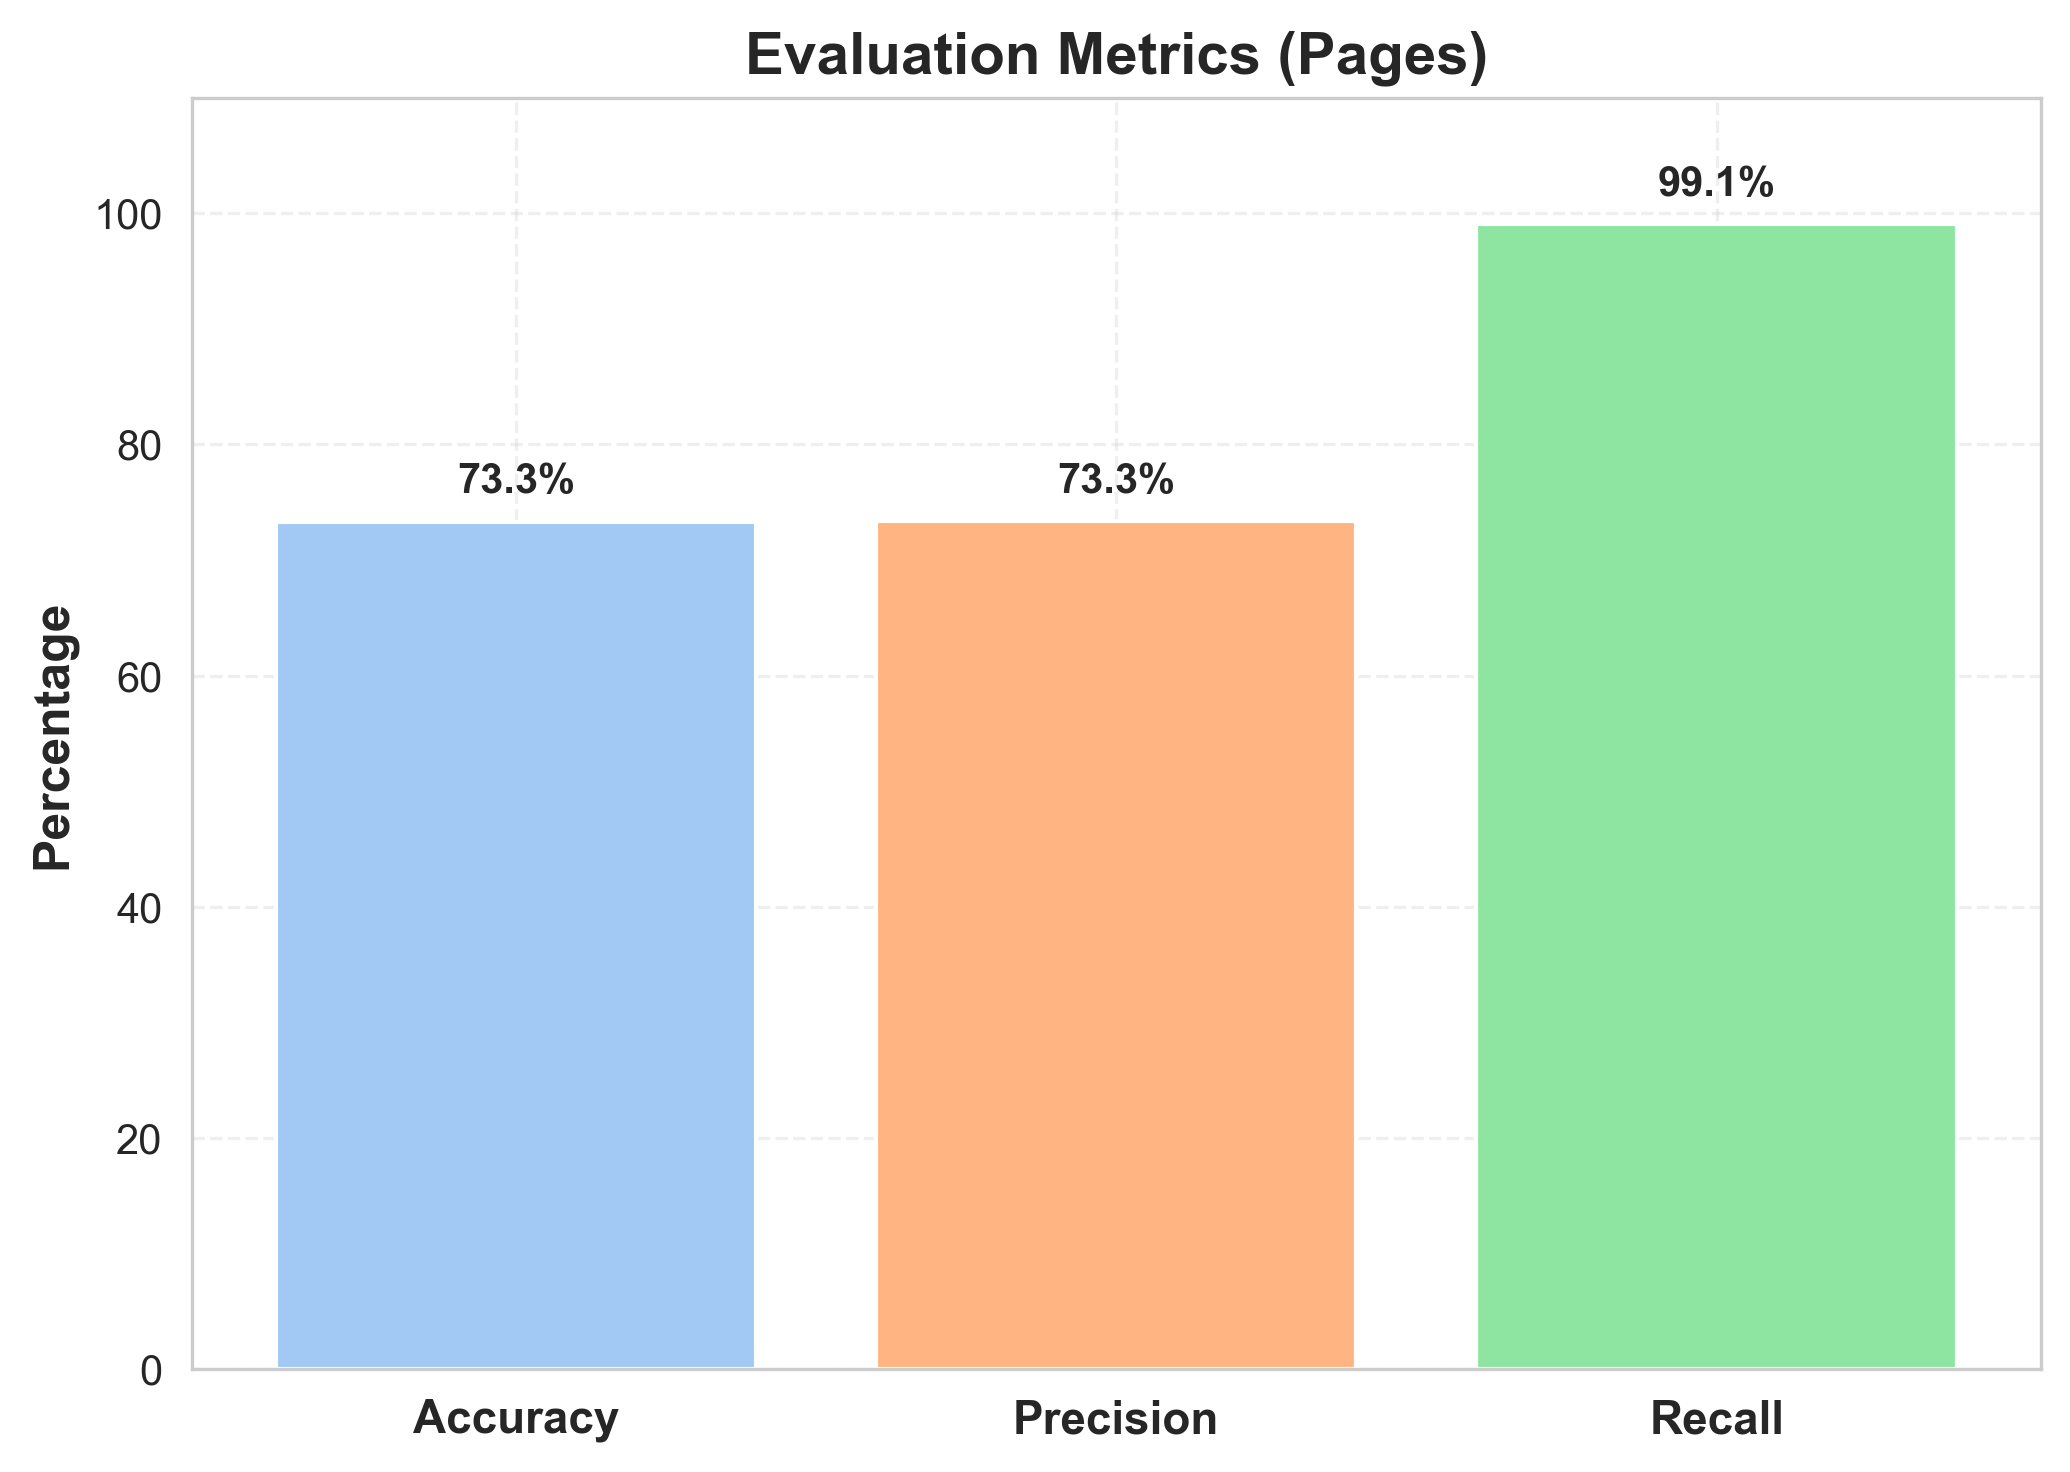 Evaluation Metrics (Pages)
Percentage
100
80
60
40
20
0
73.3%
73.3%
99.1%
Accuracy
Precision
Recall